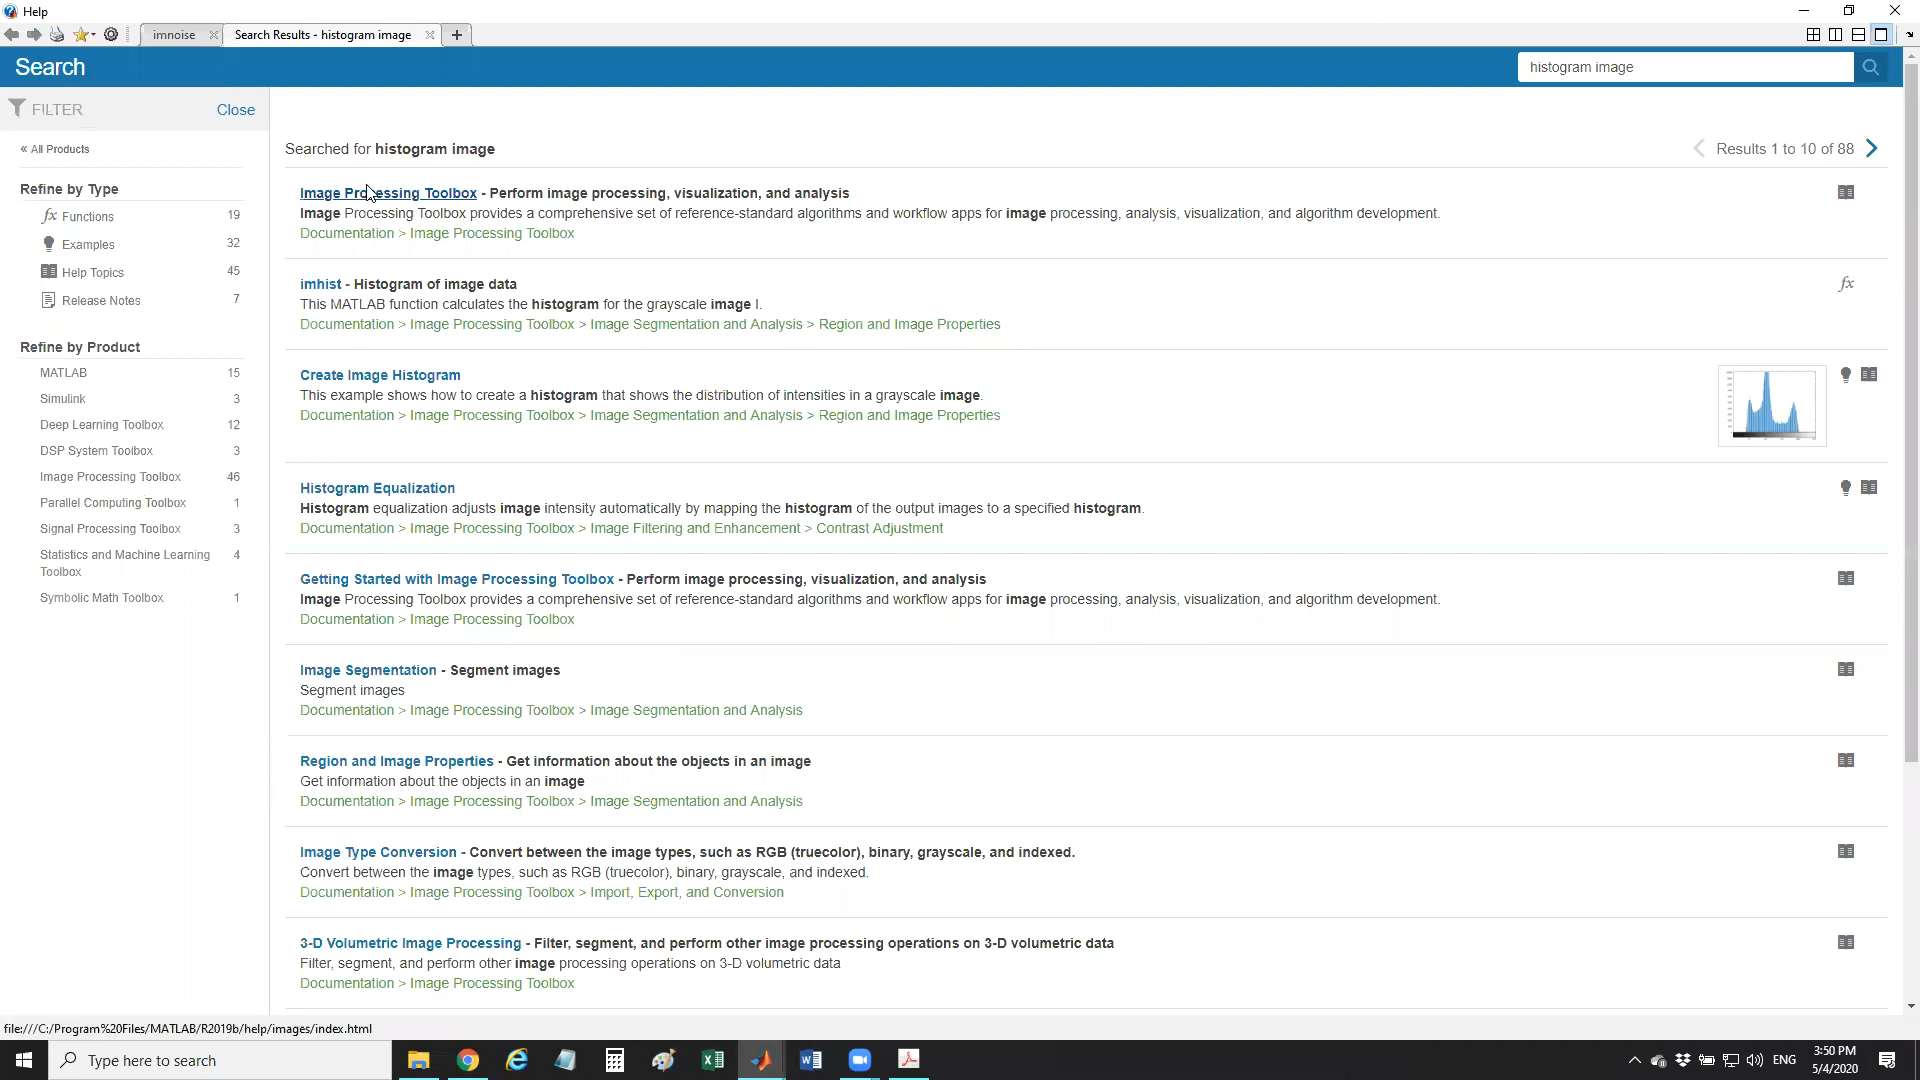 Help
imnoise
Search Results - histogram image
Search
histogram image
FILTER
Close
« All Products
Refine by Type
fx Functions 19
Examples 32
Help Topics 45
Release Notes 7
Refine by Product
MATLAB 15
Simulink 3
Deep Learning Toolbox 12
DSP System Toolbox 3
Image Processing Toolbox 46
Parallel Computing Toolbox 1
Signal Processing Toolbox 3
Statistics and Machine Learning 4
Toolbox
Symbolic Math Toolbox 1
Searched for histogram image
Results 1 to 10 of 88
Image Processing Toolbox - Perform image processing, visualization, and analysis
Image Processing Toolbox provides a comprehensive set of reference-standard algorithms and workflow apps for image processing, analysis, visualization, and algorithm development.
Documentation > Image Processing Toolbox
imhist - Histogram of image data
fx
This MATLAB function calculates the histogram for the grayscale image I.
Documentation > Image Processing Toolbox > Image Segmentation and Analysis > Region and Image Properties
Create Image Histogram
This example shows how to create a histogram that shows the distribution of intensities in a grayscale image.
Documentation > Image Processing Toolbox > Image Segmentation and Analysis > Region and Image Properties
Histogram Equalization
Histogram equalization adjusts image intensity automatically by mapping the histogram of the output images to a specified histogram.
Documentation > Image Processing Toolbox > Image Filtering and Enhancement > Contrast Adjustment
Getting Started with Image Processing Toolbox - Perform image processing, visualization, and analysis
Image Processing Toolbox provides a comprehensive set of reference-standard algorithms and workflow apps for image processing, analysis, visualization, and algorithm development.
Documentation > Image Processing Toolbox
Image Segmentation - Segment images
Segment images
Documentation > Image Processing Toolbox > Image Segmentation and Analysis
Region and Image Properties - Get information about the objects in an image
Get information about the objects in an image
Documentation > Image Processing Toolbox > Image Segmentation and Analysis
Image Type Conversion - Convert between the image types, such as RGB (truecolor), binary, grayscale, and indexed.
Convert between the image types, such as RGB (truecolor), binary, grayscale, and indexed.
Documentation > Image Processing Toolbox > Import, Export, and Conversion
3-D Volumetric Image Processing - Filter, segment, and perform other image processing operations on 3-D volumetric data
Filter, segment, and perform other image processing operations on 3-D volumetric data
Documentation > Image Processing Toolbox
file:///C:/Program%20Files/MATLAB/R2019b/help/images/index.html
Type here to search
ENG
3:50 PM
5/4/2020